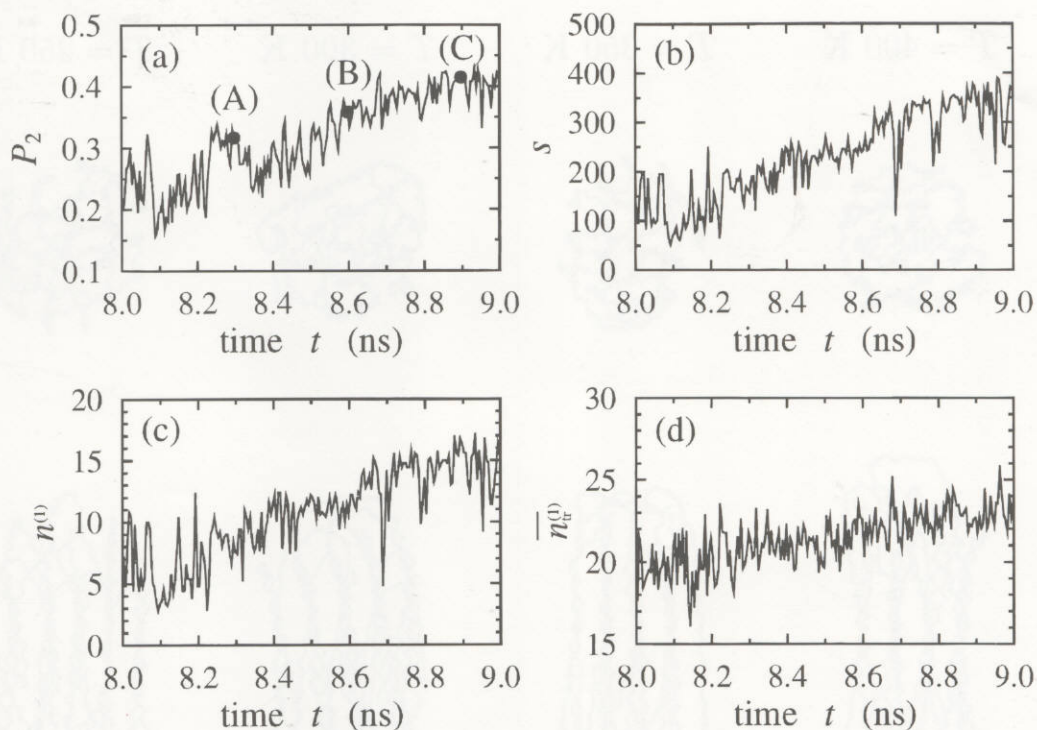 (a)
(A)
(B)
(C)
P2
0.5
0.4
0.3
0.2
0.1
8.0 8.2 8.4 8.6 8.8 9.0
time t (ns)
(b)
s
500
400
300
200
100
0
8.0 8.2 8.4 8.6 8.8 9.0
time t (ns)
(c)
n(1)
20
15
10
5
0
8.0 8.2 8.4 8.6 8.8 9.0
time t (ns)
(d)
n(1)tr
30
25
20
15
8.0 8.2 8.4 8.6 8.8 9.0
time t (ns)